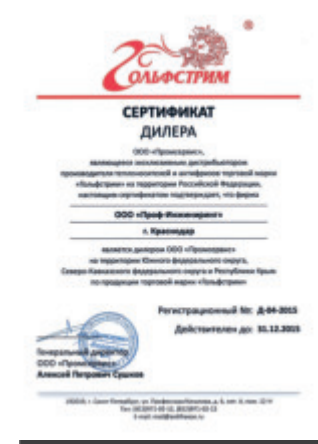 ®
ГОЛЬФСТРИМ
СЕРТИФИКАТ
ДИЛЕРА
ООО «Промсервис»,
являющееся эксклюзивным дистрибьютором
производителя теплоносителей и антифризов торговой марки
«Гольфстрим» на территории Российской Федерации,
настоящим сертификатом подтверждает, что фирма
ООО «Проф-Инжиниринг»
г. Краснодар
является дилером ООО «Промсервис»
на территории Южного федерального округа,
Северо-Кавказского федерального округа и Республики Крым
по продукции торговой марки «Гольфстрим»
Регистрационный №: Д-04-2015
Действителен до: 31.12.2015
Генеральный директор
ООО «Промсервис»
Алексей Петрович Сушков
г. Санкт-Петербург, ул.